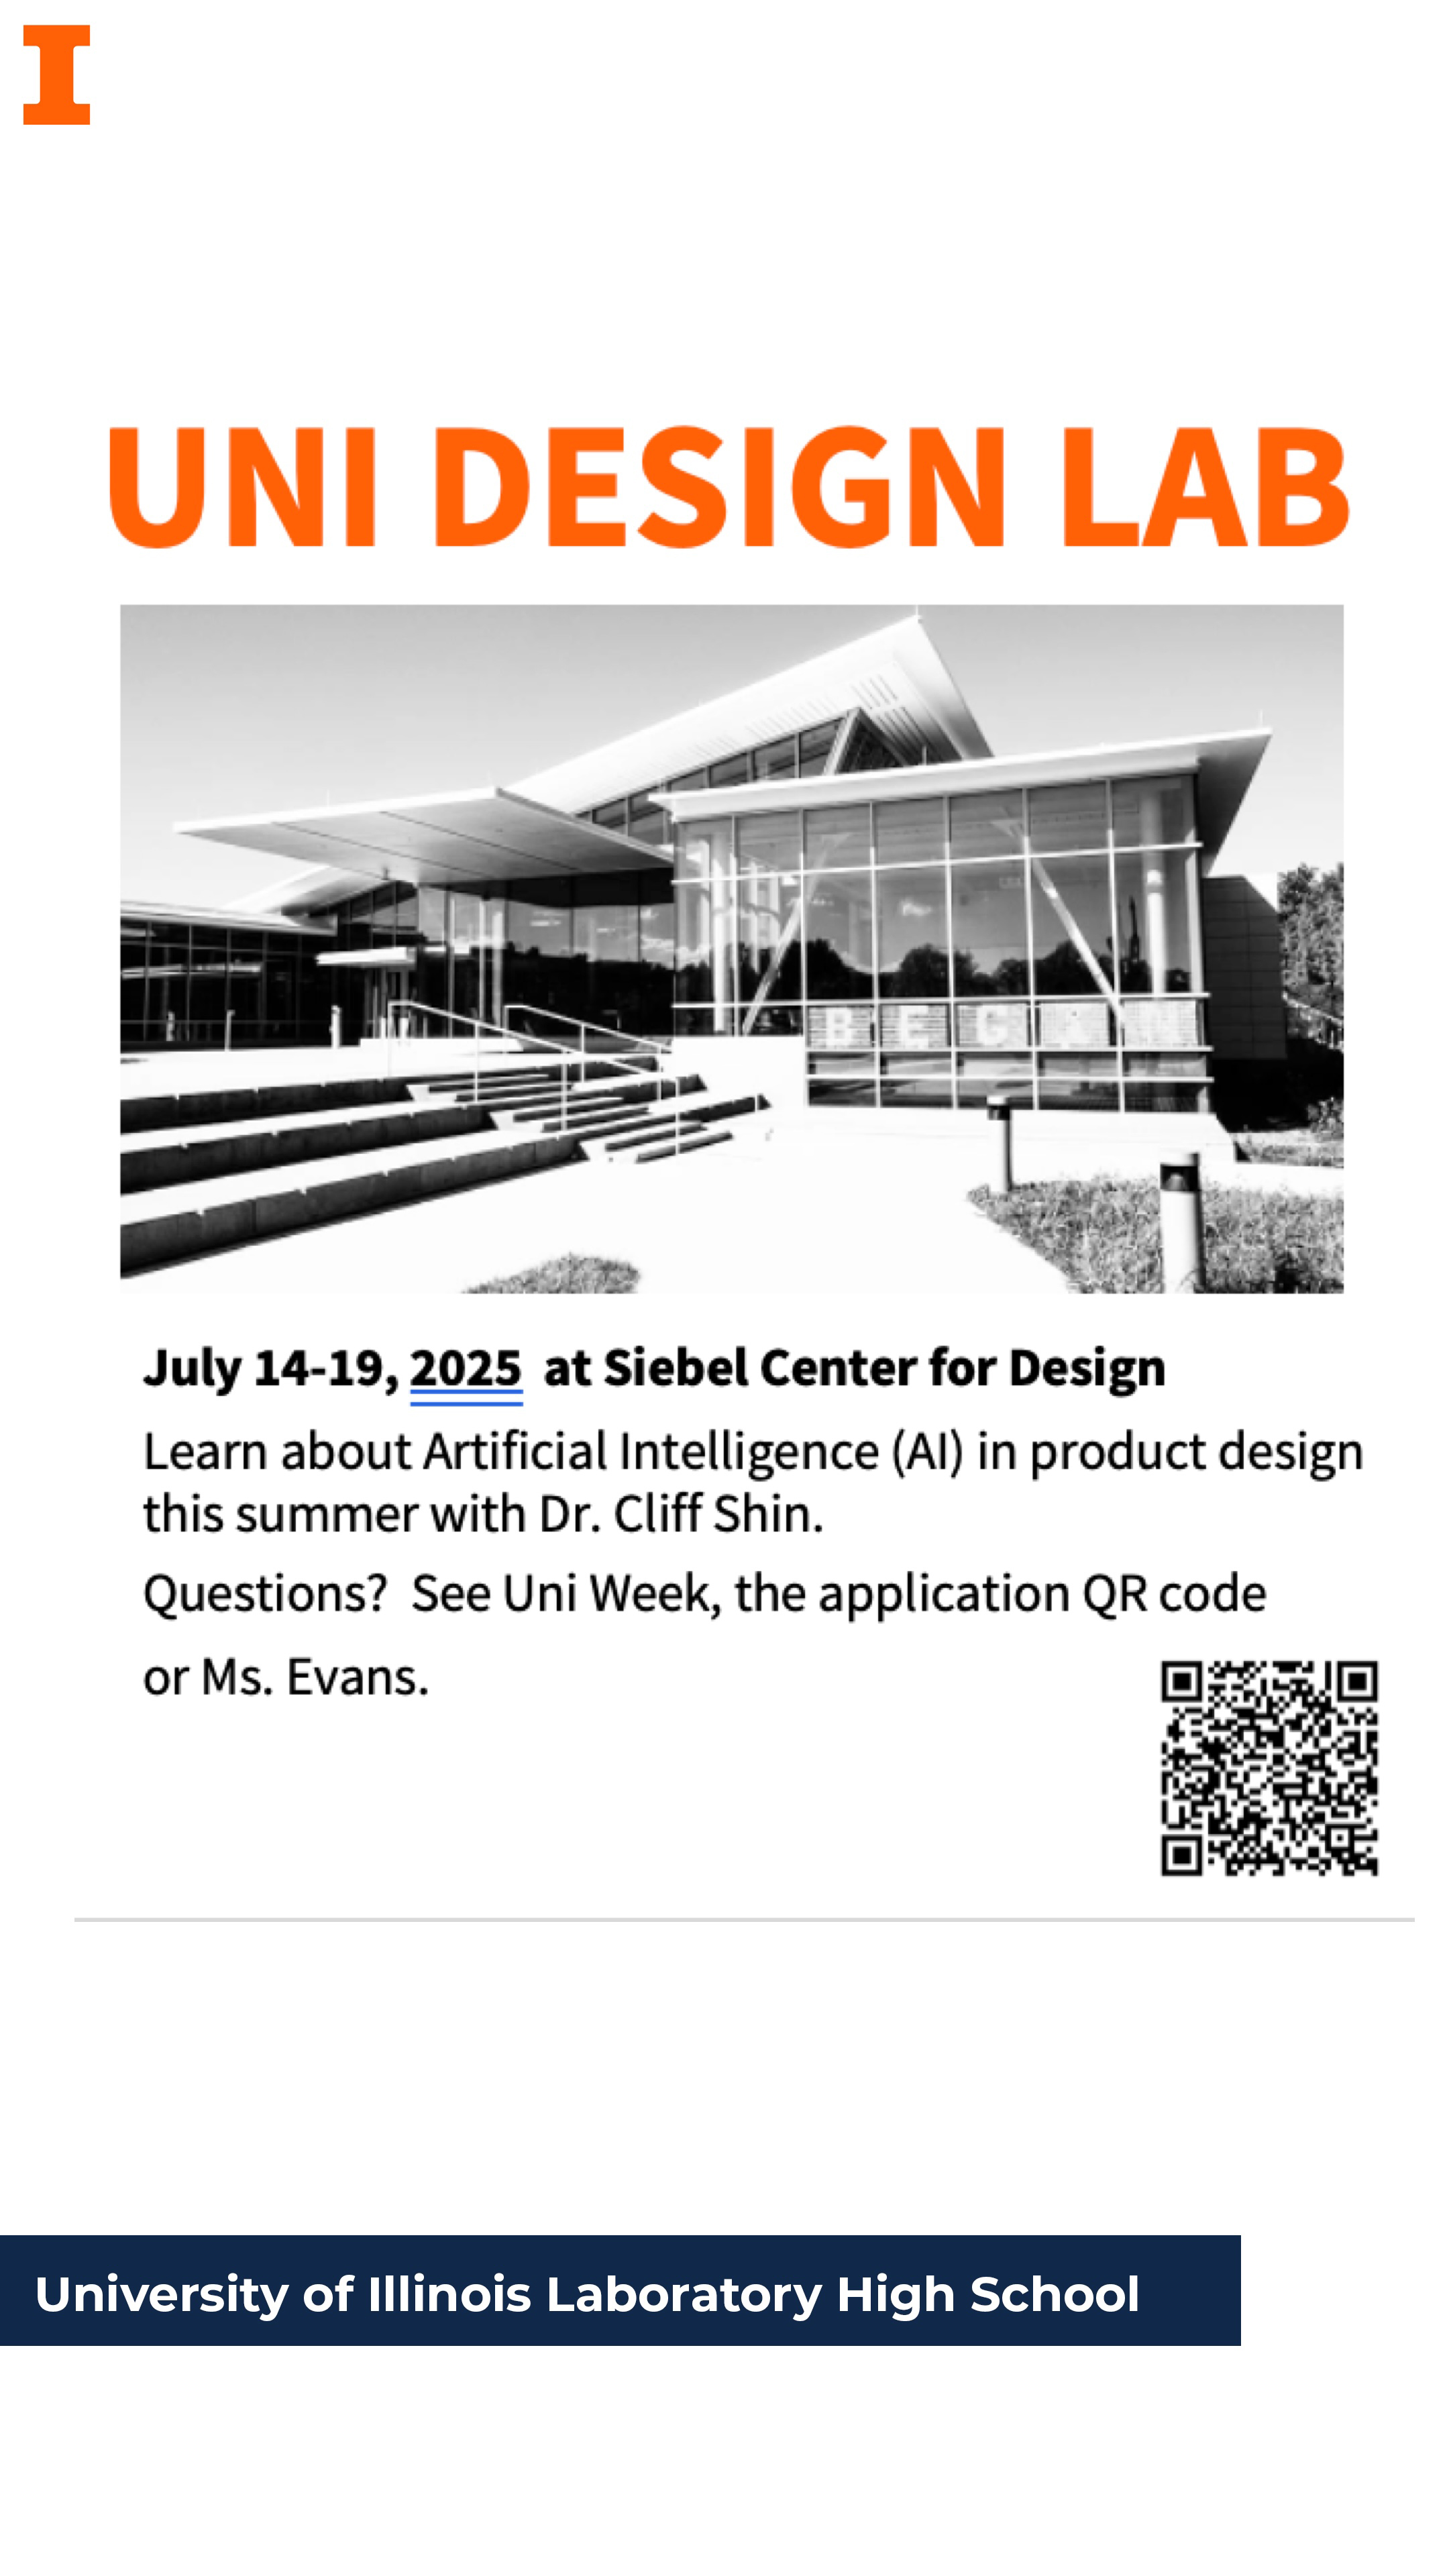 I
UNI DESIGN LAB
July 14-19, 2025  at Siebel Center for Design
Learn about Artificial Intelligence (AI) in product design
this summer with Dr. Cliff Shin.
Questions?  See Uni Week, the application QR code
or Ms. Evans.
University of Illinois Laboratory High School